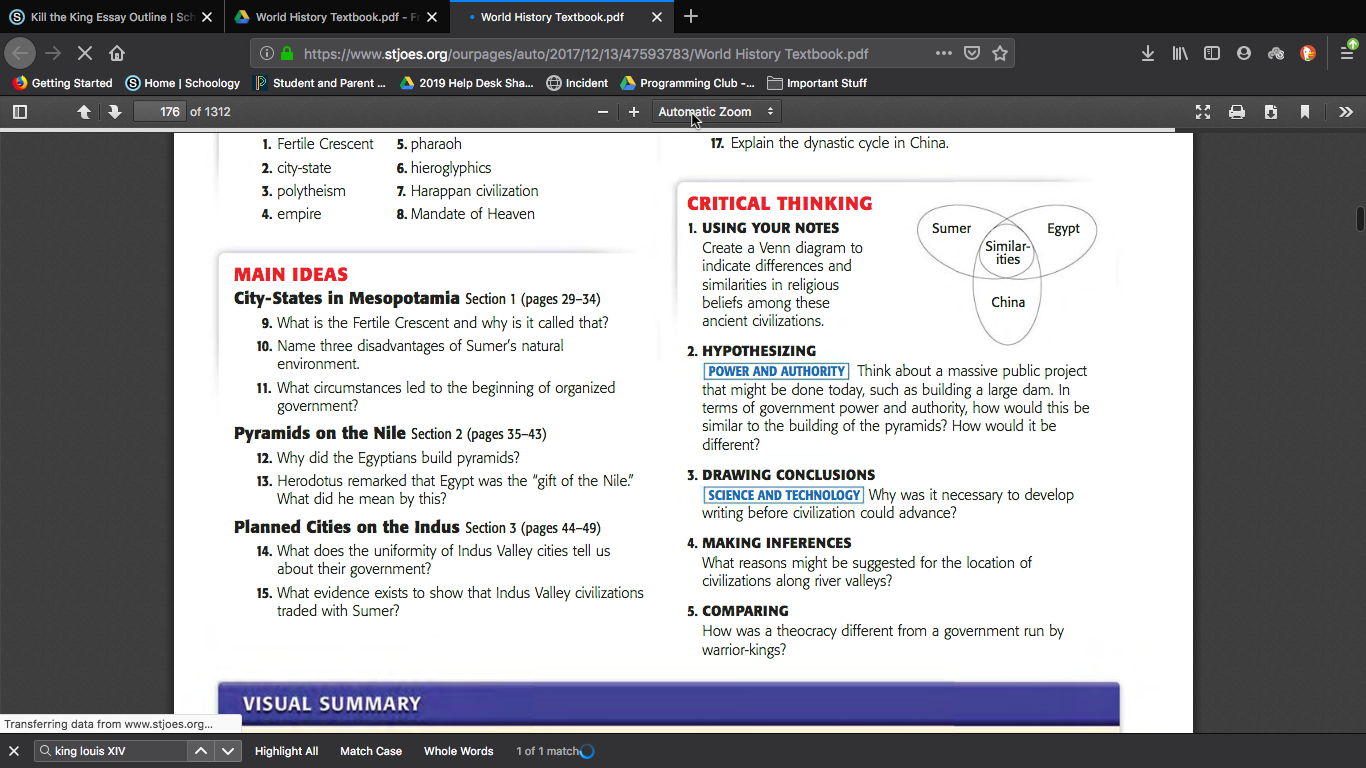 Kill the King Essay Outline | Sch
World History Textbook.pdf - Fr
World History Textbook.pdf
https://www.stjoes.org/ourpages/auto/2017/12/13/47593783/World History Textbook.pdf
Getting Started
Home | Schoology
Student and Parent ...
2019 Help Desk Sha...
Incident
Programming Club -...
Important Stuff
176 of 1312
Automatic Zoom
1. Fertile Crescent
2. city-state
3. polytheism
4. empire
5. pharaoh
6. hieroglyphics
7. Harappan civilization
8. Mandate of Heaven
MAIN IDEAS
City-States in Mesopotamia Section 1 (pages 29–34)
9. What is the Fertile Crescent and why is it called that?
10. Name three disadvantages of Sumer's natural
environment.
11. What circumstances led to the beginning of organized
government?
Pyramids on the Nile Section 2 (pages 35–43)
12. Why did the Egyptians build pyramids?
13. Herodotus remarked that Egypt was the "gift of the Nile."
What did he mean by this?
Planned Cities on the Indus Section 3 (pages 44–49)
14. What does the uniformity of Indus Valley cities tell us
about their government?
15. What evidence exists to show that Indus Valley civilizations
traded with Sumer?
17. Explain the dynastic cycle in China.
CRITICAL THINKING
1. USING YOUR NOTES
Create a Venn diagram to
indicate differences and
similarities in religious
beliefs among these
ancient civilizations.
Sumer
Egypt
Similar-
ities
China
2. HYPOTHESIZING
POWER AND AUTHORITY Think about a massive public project
that might be done today, such as building a large dam. In
terms of government power and authority, how would this be
similar to the building of the pyramids? How would it be
different?
3. DRAWING CONCLUSIONS
SCIENCE AND TECHNOLOGY Why was it necessary to develop
writing before civilization could advance?
4. MAKING INFERENCES
What reasons might be suggested for the location of
civilizations along river valleys?
5. COMPARING
How was a theocracy different from a government run by
warrior-kings?
VISUAL SUMMARY
Transferring data from www.stjoes.org...
king louis XIV
Highlight All
Match Case
Whole Words
1 of 1 match